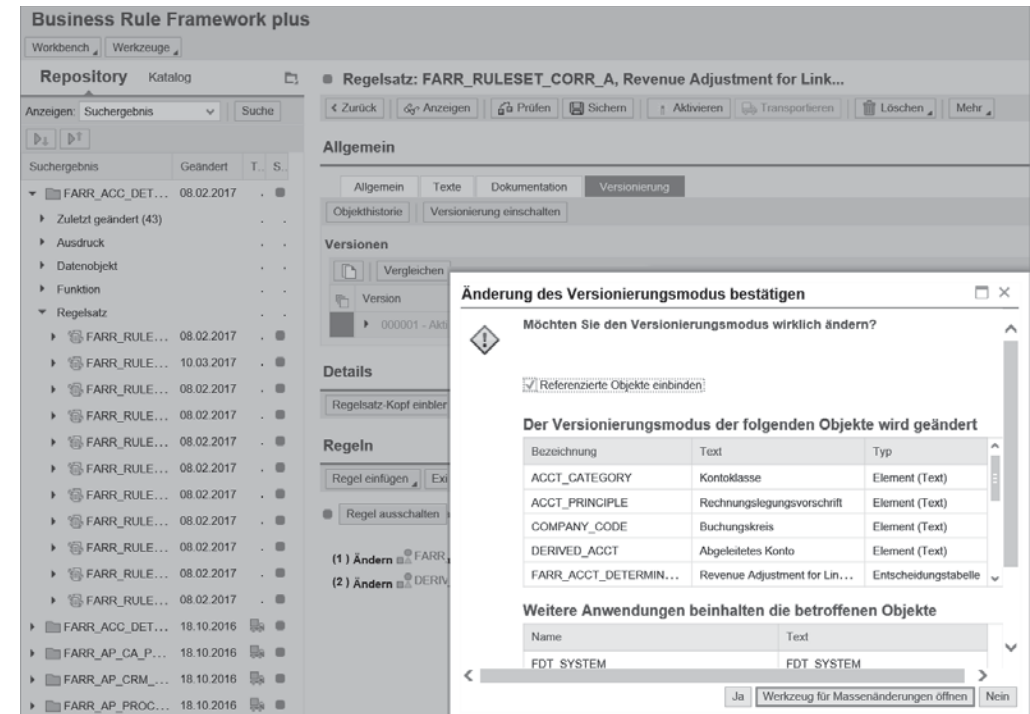 Business Rule Framework plus
Workbench Werkzeuge
Repository Katalog
Anzeigen: Suchergebnis Suche
Suchergebnis Geändert T.. S..
FARR_ACC_DET... 08.02.2017
Zuletzt geändert (43)
Ausdruck
Datenobjekt
Funktion
Regelsatz
FARR_RULE... 08.02.2017
FARR_RULE... 10.03.2017
FARR_RULE... 08.02.2017
FARR_RULE... 08.02.2017
FARR_RULE... 08.02.2017
FARR_RULE... 08.02.2017
FARR_RULE... 08.02.2017
FARR_RULE... 08.02.2017
FARR_RULE... 08.02.2017
FARR_RULE... 08.02.2017
FARR_RULE... 08.02.2017
FARR_ACC_DET... 18.10.2016
FARR_AP_CA_P... 18.10.2016
FARR_AP_CRM_... 18.10.2016
FARR_AP_PROC... 18.10.2016
Regelsatz: FARR_RULESET_CORR_A, Revenue Adjustment for Link...
Zurück Anzeigen Prüfen Sichern Aktivieren Transportieren Löschen Mehr
Allgemein
Allgemein Texte Dokumentation Versionierung
Objekthistorie Versionierung einschalten
Versionen
Vergleichen
Version
000001 - Akti
Details
Regelsatz-Kopf einbler
Regeln
Regel einfügen Exi
Regel ausschalten
(1 ) Ändern FARR_
(2 ) Ändern DERIV
Änderung des Versionierungsmodus bestätigen
Möchten Sie den Versionierungsmodus wirklich ändern?
Referenzierte Objekte einbinden
Der Versionierungsmodus der folgenden Objekte wird geändert
Bezeichnung Text Typ
ACCT_CATEGORY Kontoklasse Element (Text)
ACCT_PRINCIPLE Rechnungslegungsvorschrift Element (Text)
COMPANY_CODE Buchungskreis Element (Text)
DERIVED_ACCT Abgeleitetes Konto Element (Text)
FARR_ACCT_DETERMIN... Revenue Adjustment for Lin... Entscheidungstabelle
Weitere Anwendungen beinhalten die betroffenen Objekte
Name Text
FDT_SYSTEM FDT_SYSTEM
Ja Werkzeug für Massenänderungen öffnen Nein